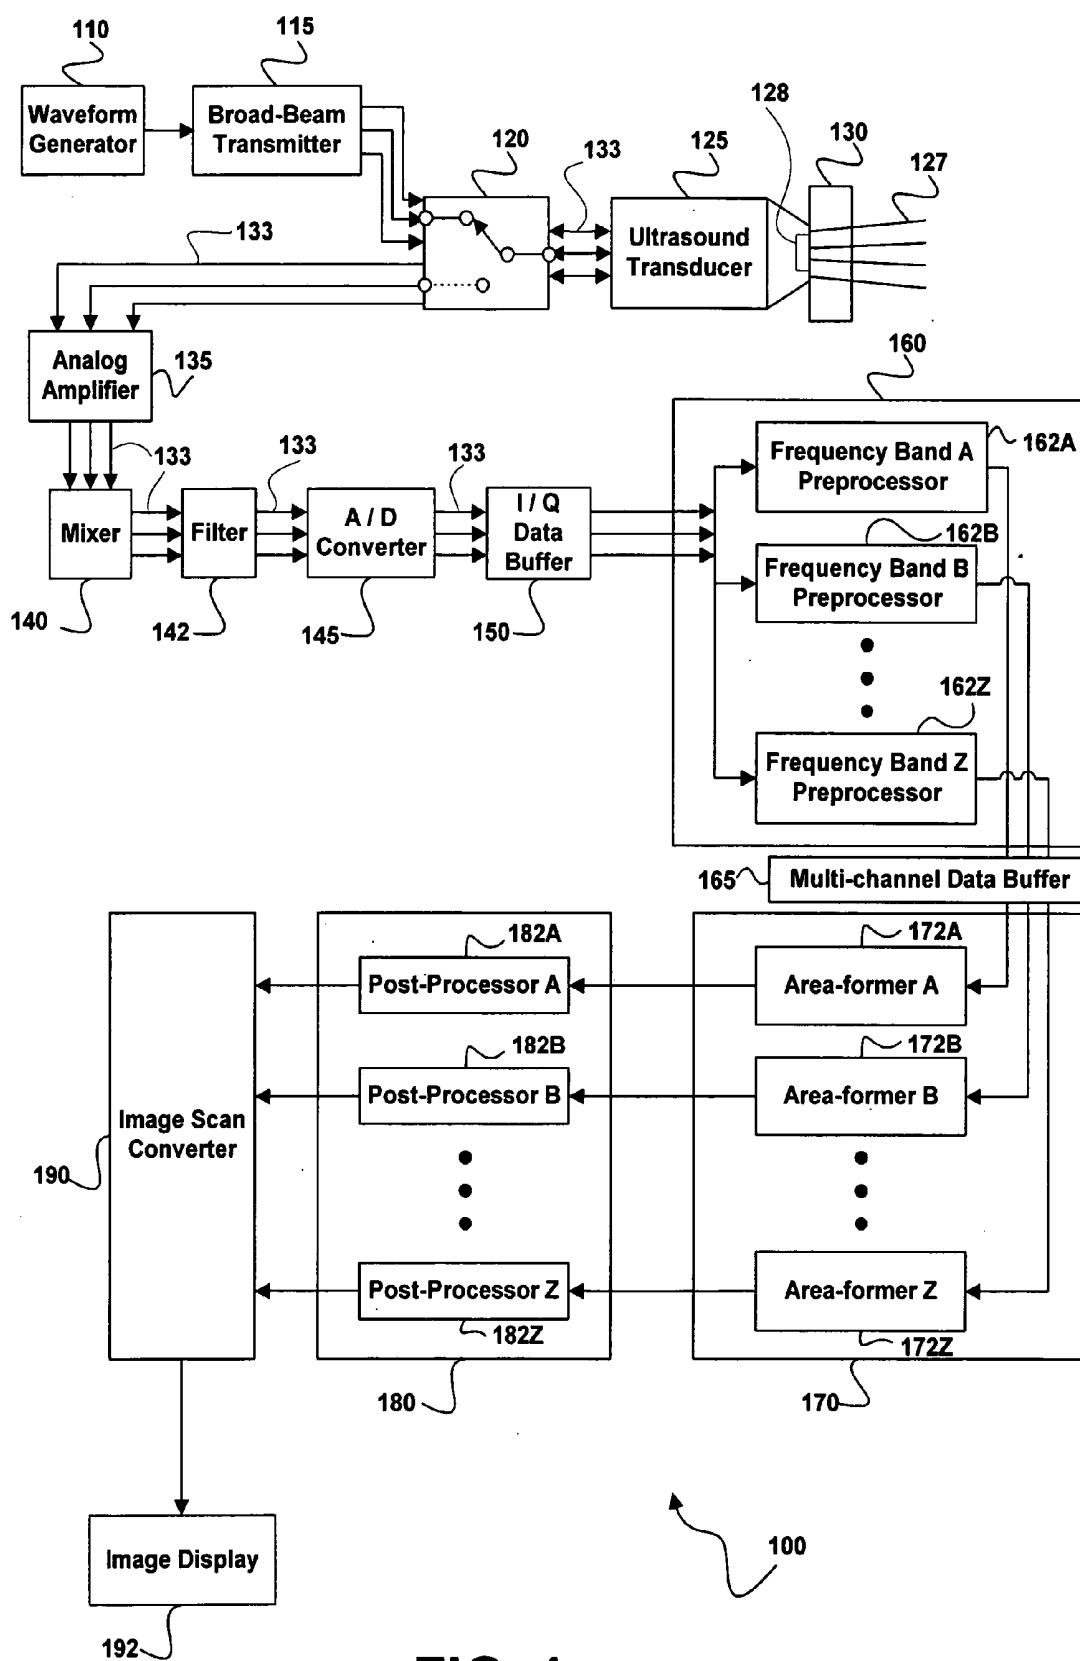 110
115
Waveform
Generator
Broad-Beam
Transmitter
120
133
125
128
130
127
Ultrasound
Transducer
133
Analog
Amplifier
135
160
Frequency Band A
Preprocessor
162A
133
133
133
Mixer
Filter
A / D
Converter
I / Q
Data
Buffer
162B
Frequency Band B
Preprocessor
140
142
145
150
162Z
Frequency Band Z
Preprocessor
165
Multi-channel Data Buffer
182A
172A
Post-Processor A
Area-former A
182B
172B
Post-Processor B
Area-former B
Image Scan
Converter
190
Post-Processor Z
Area-former Z
182Z
172Z
180
170
Image Display
100
192